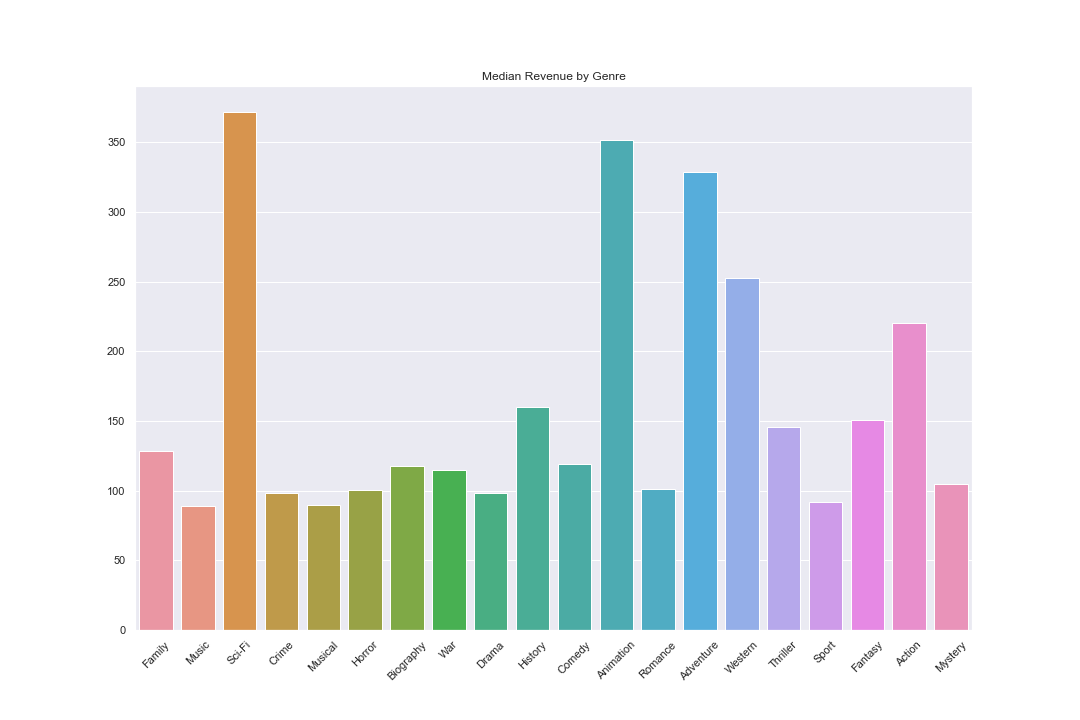 Median Revenue by Genre
350
300
250
200
150
100
50
0
Family
Music
Sci-Fi
Crime
Musical
Horror
Biography
War
Drama
History
Comedy
Animation
Romance
Adventure
Western
Thriller
Sport
Fantasy
Action
Mystery